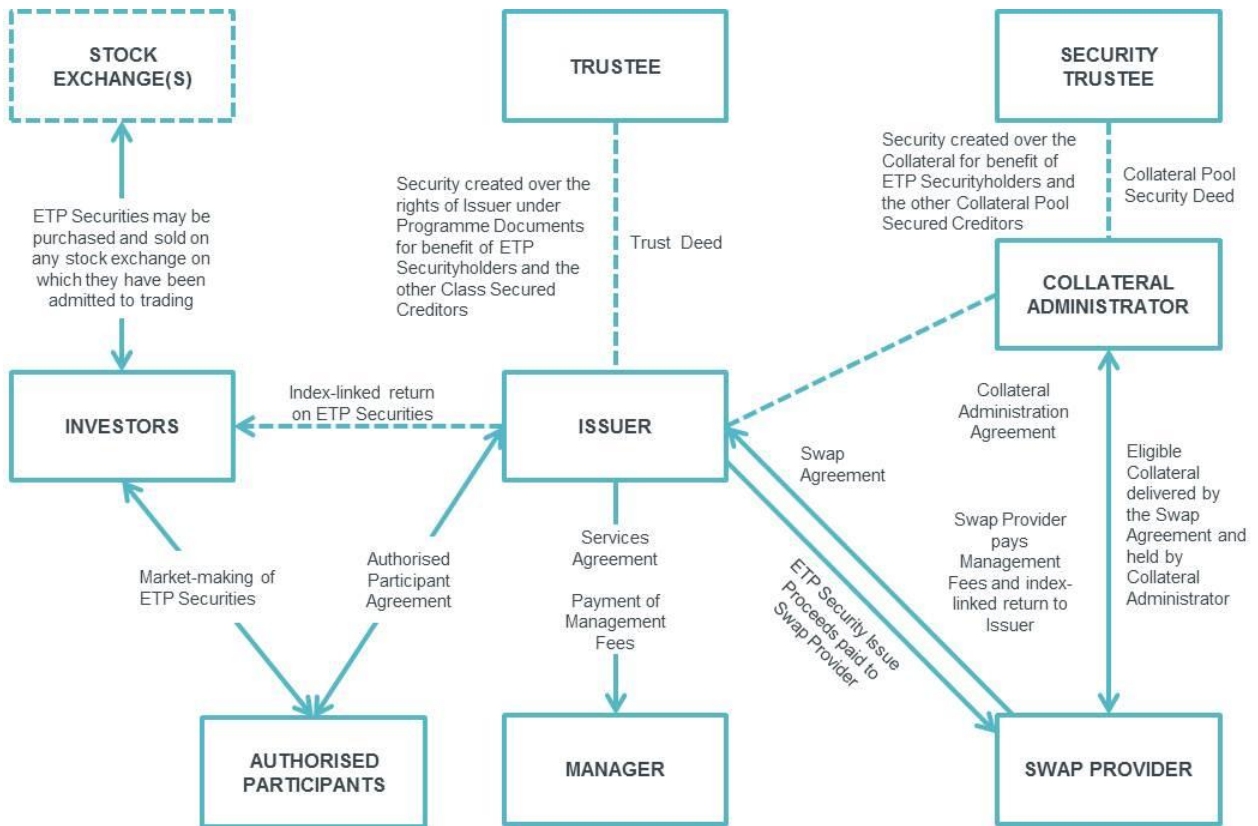 STOCK
EXCHANGE(S)
TRUSTEE
SECURITY
TRUSTEE
ETP Securities may be
purchased and sold on
any stock exchange on
which they have been
admitted to trading
Security created over the
rights of Issuer under
Programme Documents
for benefit of ETP
Securityholders and the
other Class Secured
Creditors
Trust Deed
Security created over the
Collateral for benefit of
ETP Securityholders and
the other Collateral Pool
Secured Creditors
Collateral Pool
Security Deed
COLLATERAL
ADMINISTRATOR
INVESTORS
Index-linked return
on ETP Securities
ISSUER
Collateral
Administration
Agreement
Swap
Agreement
Eligible
Collateral
delivered by
the Swap
Agreement and
held by
Collateral
Administrator
Market-making of
ETP Securities
Authorised
Participant
Agreement
Services
Agreement
Payment of
Management
Fees
ETP Security Issue
Proceeds paid to
Swap Provider
Swap Provider
pays
Management
Fees and index-
linked return to
Issuer
AUTHORISED
PARTICIPANTS
MANAGER
SWAP PROVIDER